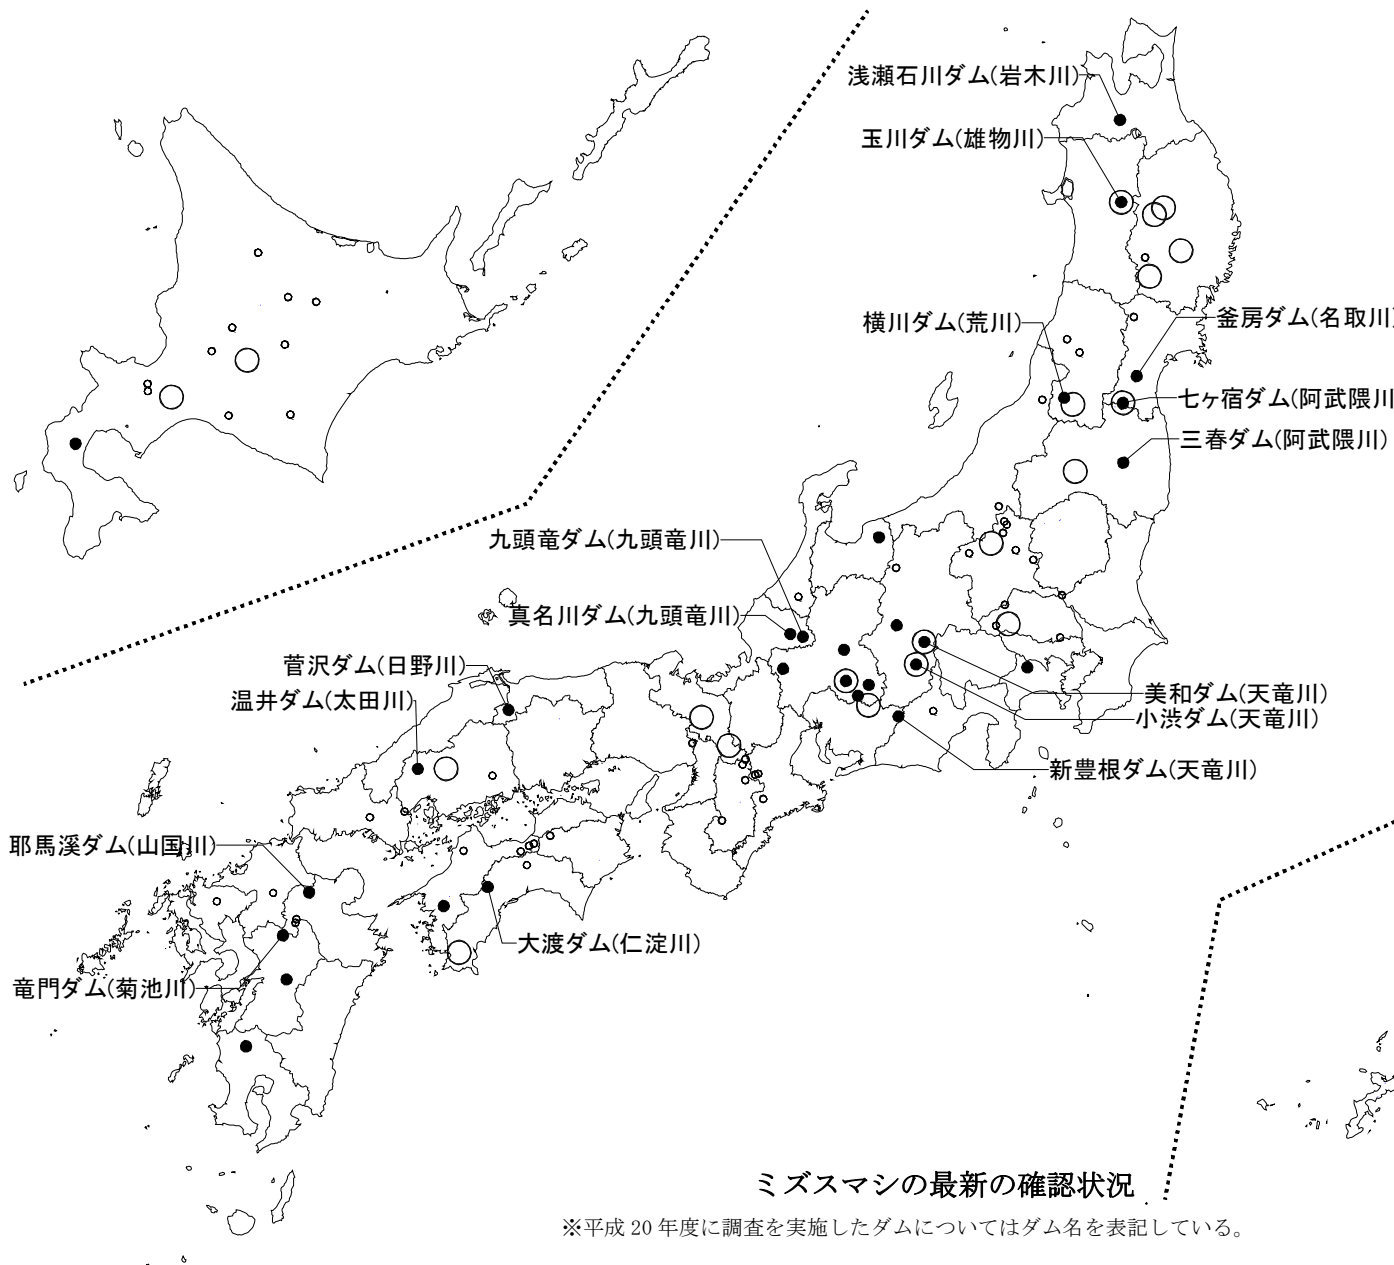 浅瀬石川ダム(岩木川)
玉川ダム(雄物川)
横川ダム(荒川)
釜房ダム(名取川)
七ヶ宿ダム(阿武隈川
三春ダム(阿武隈川)
九頭竜ダム(九頭竜川)
真名川ダム(九頭竜川)
菅沢ダム(日野川)
温井ダム(太田川)
美和ダム(天竜川)
小渋ダム(天竜川)
新豊根ダム(天竜川)
耶馬溪ダム(山国川)
大渡ダム(仁淀川)
竜門ダム(菊池川)
ミズスマシの最新の確認状況
※平成 20 年度に調査を実施したダムについてはダム名を表記している。